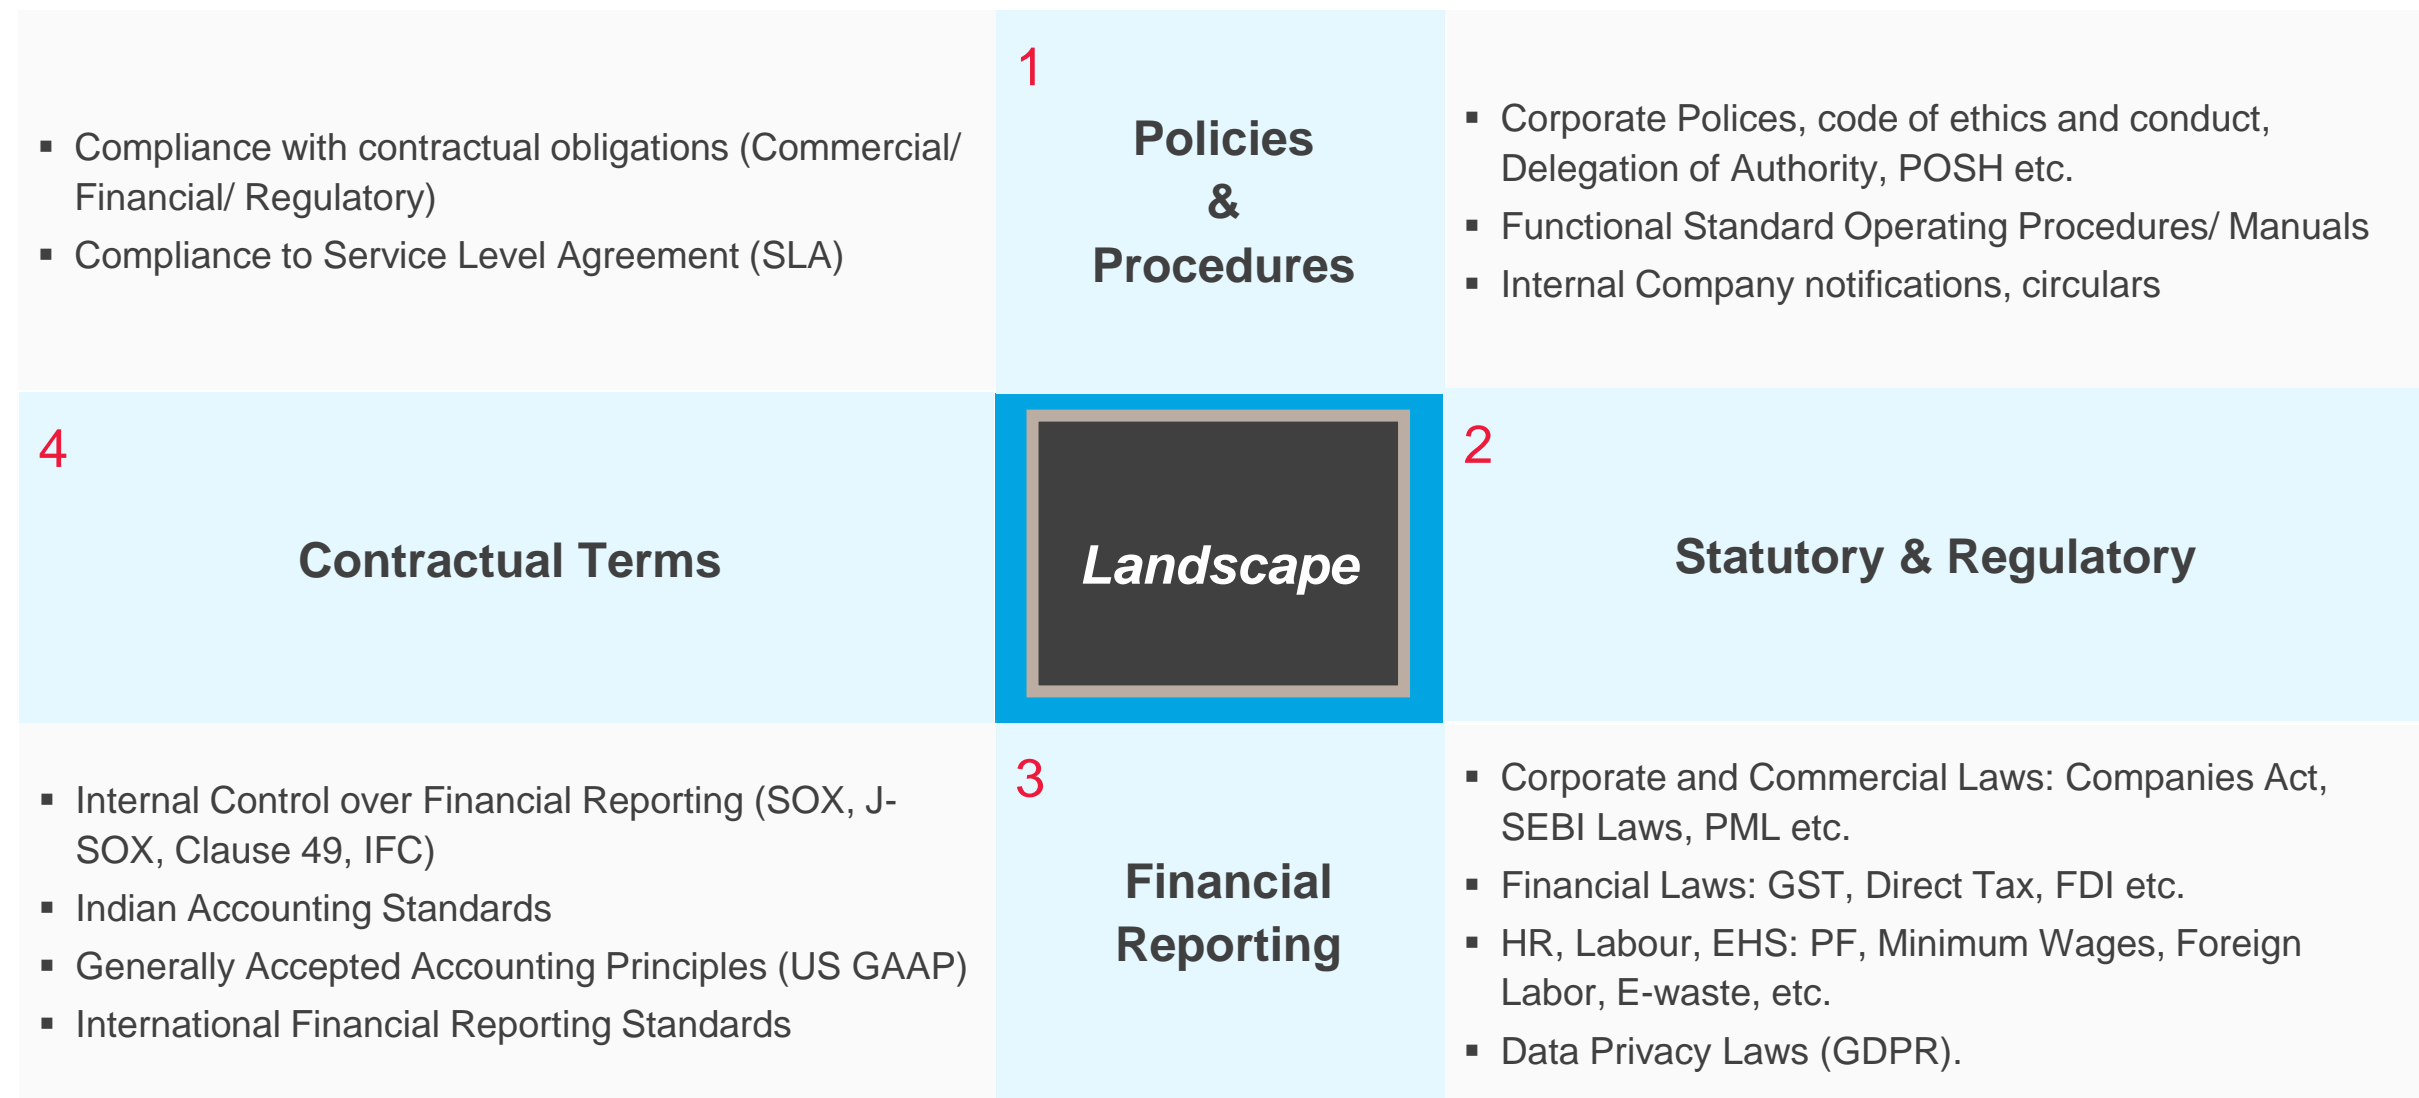 ▪ Compliance with contractual obligations (Commercial/
Financial/ Regulatory)
▪ Compliance to Service Level Agreement (SLA)
1
Policies
&
Procedures
▪ Corporate Polices, code of ethics and conduct,
Delegation of Authority, POSH etc.
▪ Functional Standard Operating Procedures/ Manuals
▪ Internal Company notifications, circulars
4
Contractual Terms
Landscape
2
Statutory & Regulatory
▪ Internal Control over Financial Reporting (SOX, J-
SOX, Clause 49, IFC)
▪ Indian Accounting Standards
▪ Generally Accepted Accounting Principles (US GAAP)
▪ International Financial Reporting Standards
3
Financial
Reporting
▪ Corporate and Commercial Laws: Companies Act,
SEBI Laws, PML etc.
▪ Financial Laws: GST, Direct Tax, FDI etc.
▪ HR, Labour, EHS: PF, Minimum Wages, Foreign
Labor, E-waste, etc.
▪ Data Privacy Laws (GDPR).